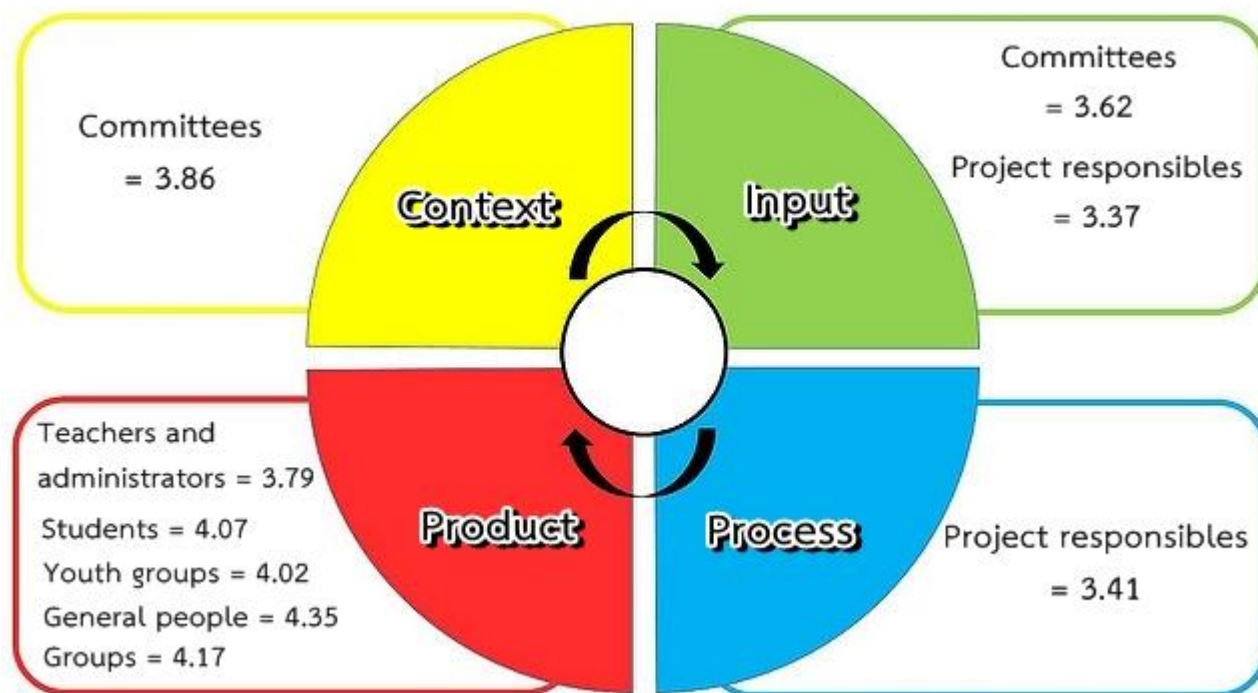 Committees
= 3.86
Context
Input
Committees
= 3.62
Project responsibles
= 3.37
Teachers and
administrators = 3.79
Students = 4.07
Youth groups = 4.02
General people = 4.35
Groups = 4.17
Product
Process
Project responsibles
= 3.41